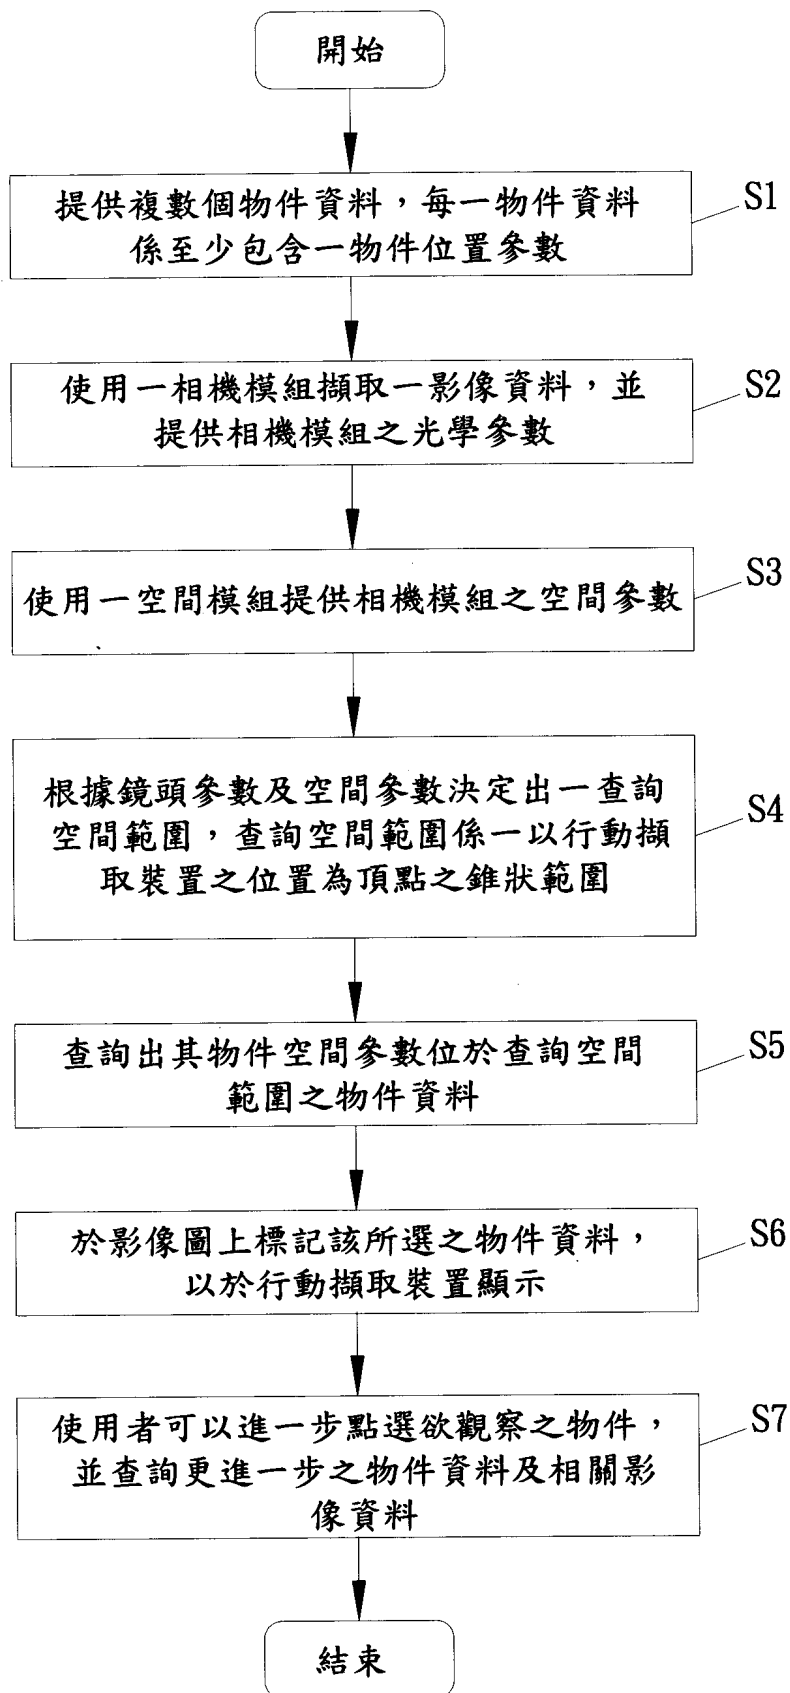 開始
提供複數個物件資料，每一物件資料
係至少包含一物件位置參數
S1
使用一相機模組擷取一影像資料，並
提供相機模組之光學參數
S2
使用一空間模組提供相機模組之空間參數
S3
根據鏡頭參數及空間參數決定出一查詢
空間範圍，查詢空間範圍係一以行動擷
取裝置之位置為頂點之錐狀範圍
S4
查詢出其物件空間參數位於查詢空間
範圍之物件資料
S5
於影像圖上標記該所選之物件資料，
以於行動擷取裝置顯示
S6
使用者可以進一步點選欲觀察之物件，
並查詢更進一步之物件資料及相關影
像資料
S7
結束